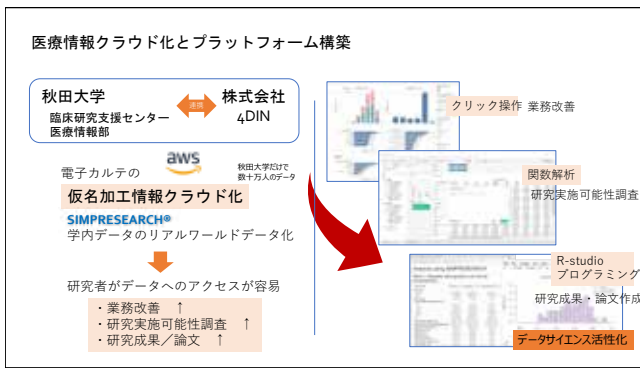 医療情報クラウド化とプラットフォーム構築
秋田大学
臨床研究支援センター
医療情報部
連携
株式会社
4DIN
電子カルテの
aws
秋田大学だけで
数十万人のデータ
仮名加工情報クラウド化
SIMPRESEARCH®
学内データのリアルワールドデータ化
研究者がデータへのアクセスが容易
・業務改善 ↑
・研究実施可能性調査 ↑
・研究成果／論文 ↑
クリック操作 業務改善
関数解析
研究実施可能性調査
R-studio
プログラミング
研究成果・論文作成
データサイエンス活性化